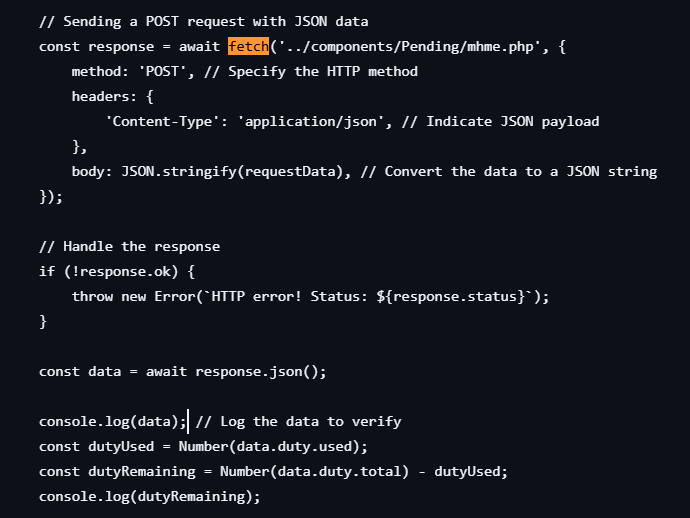 // Sending a POST request with JSON data
const response = await fetch('../components/Pending/mhme.php', {
    method: 'POST', // Specify the HTTP method
    headers: {
        'Content-Type': 'application/json', // Indicate JSON payload
    },
    body: JSON.stringify(requestData), // Convert the data to a JSON string
});

// Handle the response
if (!response.ok) {
    throw new Error(`HTTP error! Status: ${response.status}`);
}

const data = await response.json();

console.log(data); // Log the data to verify
const dutyUsed = Number(data.duty.used);
const dutyRemaining = Number(data.duty.total) - dutyUsed;
console.log(dutyRemaining);